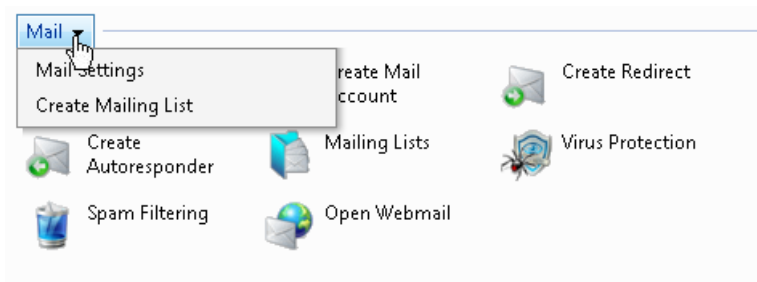 Mail
Mail Settings
Create Mailing List
reate Mail
ccount
Create Redirect
Create
Autoresponder
Mailing Lists
Virus Protection
Spam Filtering
Open Webmail